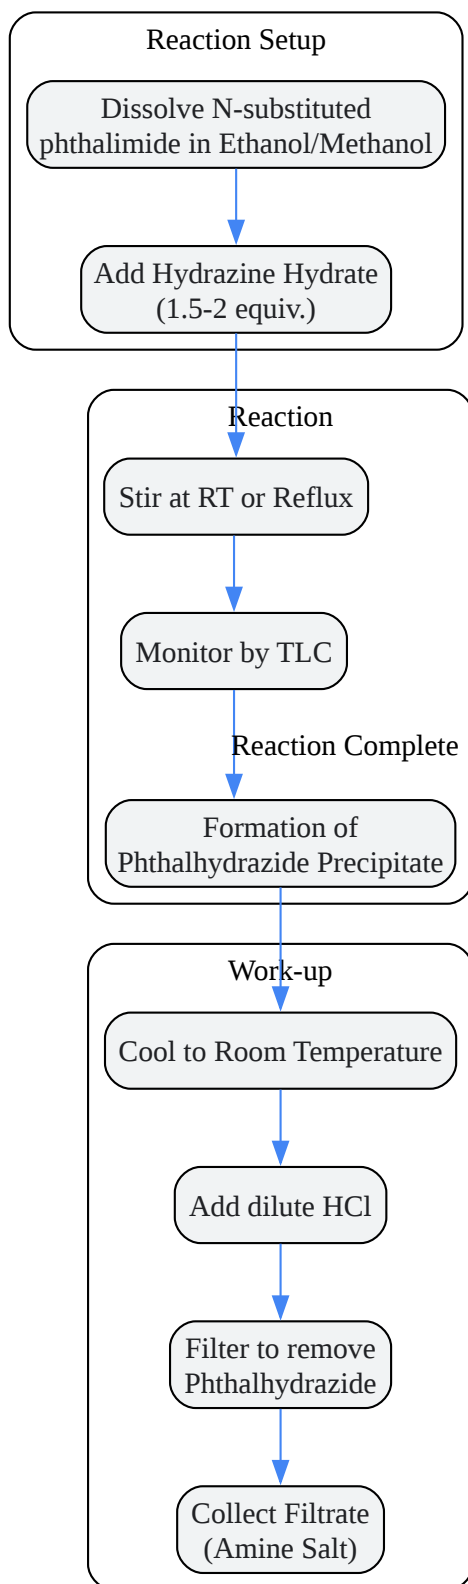 Reaction Setup
Dissolve N-substituted
phthalimide in Ethanol/Methanol
Add Hydrazine Hydrate
(1.5-2 equiv.)
Reaction
Stir at RT or Reflux
Monitor by TLC
Reaction Complete
Formation of
Phthalhydrazide Precipitate
Work-up
Cool to Room Temperature
Add dilute HCl
Filter to remove
Phthalhydrazide
Collect Filtrate
(Amine Salt)